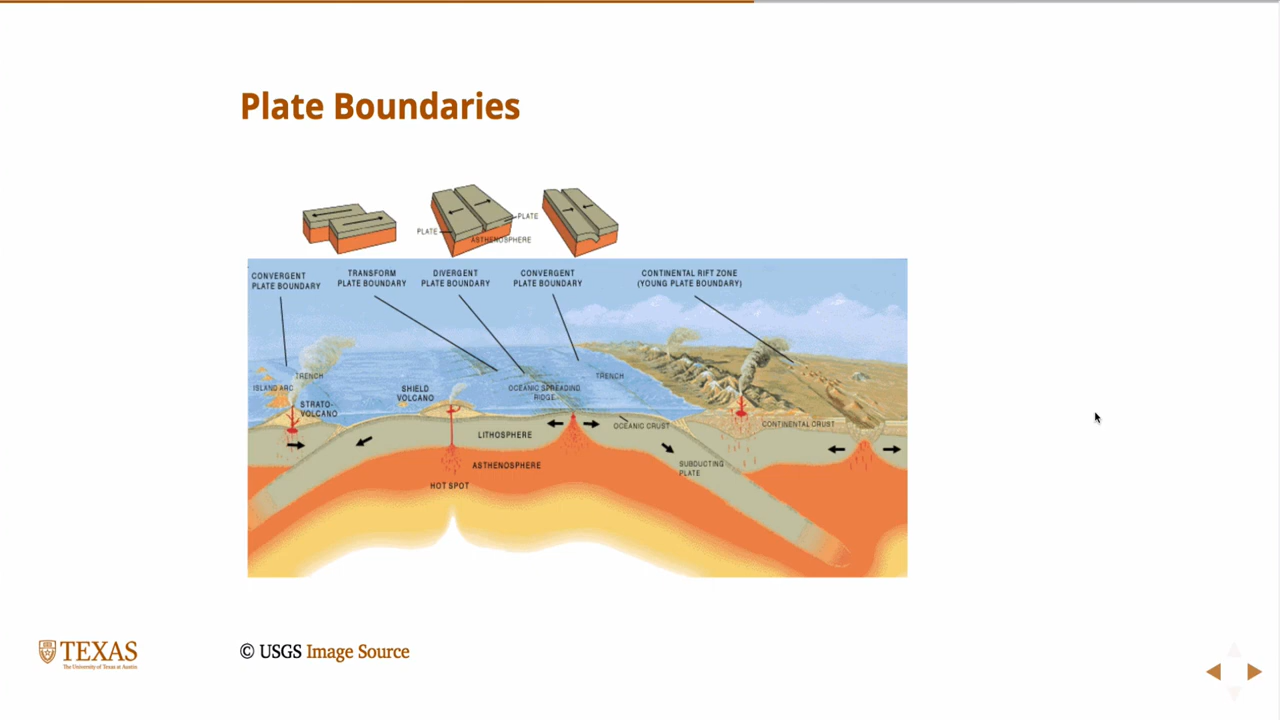 Plate Boundaries
PLATE
PLATE
ASTHENOSPHERE
CONVERGENT
PLATE BOUNDARY
TRANSFORM
PLATE BOUNDARY
DIVERGENT
PLATE BOUNDARY
CONVERGENT
PLATE BOUNDARY
CONTINENTAL RIFT ZONE
(YOUNG PLATE BOUNDARY)
TRENCH
ISLAND ARC
STRATO-
VOLCANO
SHIELD
VOLCANO
OCEANIC SPREADING
RIDGE
TRENCH
LITHOSPHERE
OCEANIC CRUST
CONTINENTAL CRUST
ASTHENOSPHERE
SUBDUCTING
PLATE
HOT SPOT
TEXAS
The University of Texas at Austin
© USGS Image Source